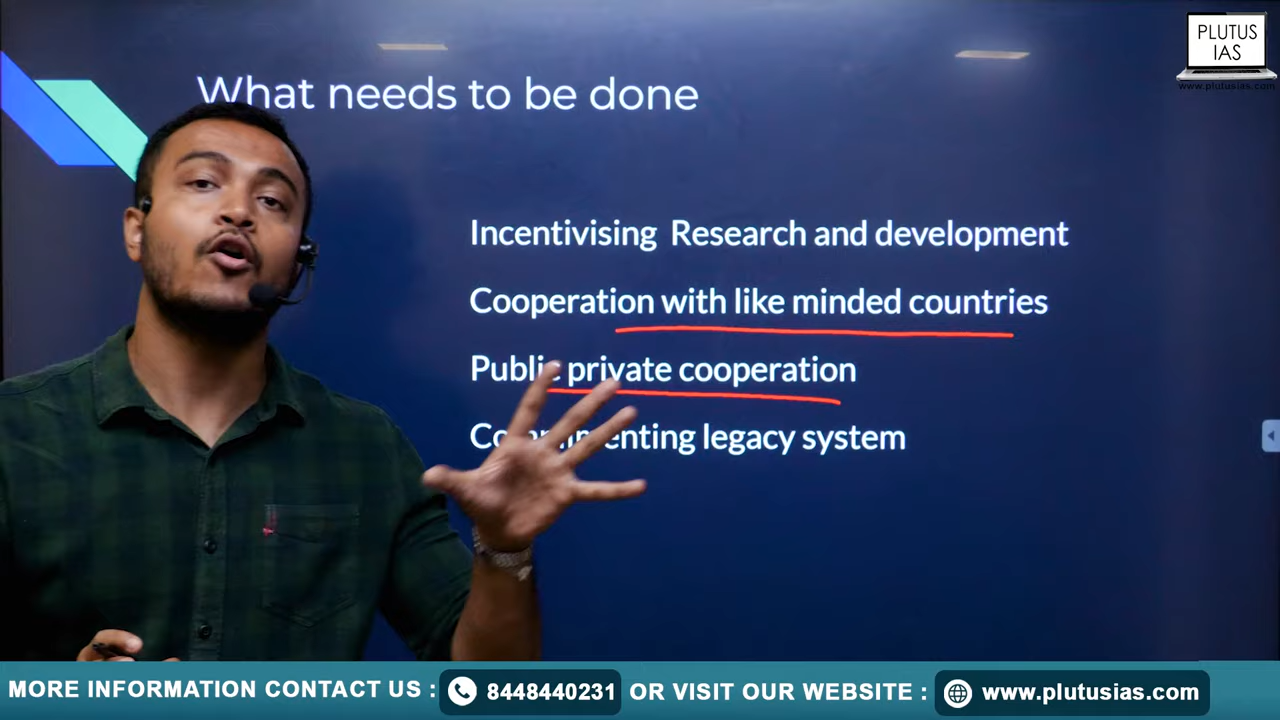 PLUTUS
IAS
www.plutusias.com
What needs to be done
Incentivising Research and development
Cooperation with like minded countries
Public private cooperation
legacy system
MORE INFORMATION CONTACT US : 8448440231 OR VISIT OUR WEBSITE : www.plutusias.com